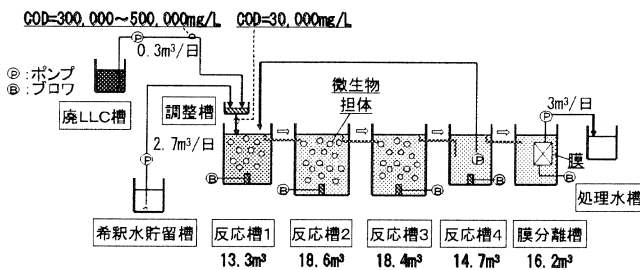 COD=300,000～500,000mg/L
COD=30,000mg/L
Ⓟ
0.3m³/日
Ⓟ:ポンプ
Ⓑ:ブロワ
廃LLC槽
調整槽
微生物
担体
3m³/日
Ⓟ
2.7m³/日
Ⓟ
Ⓟ
膜
Ⓑ
Ⓑ
Ⓑ
Ⓑ
Ⓑ
処理水槽
希釈水貯留槽
反応槽1
反応槽2
反応槽3
反応槽4
膜分離槽
13.3m³
18.6m³
18.4m³
14.7m³
16.2m³